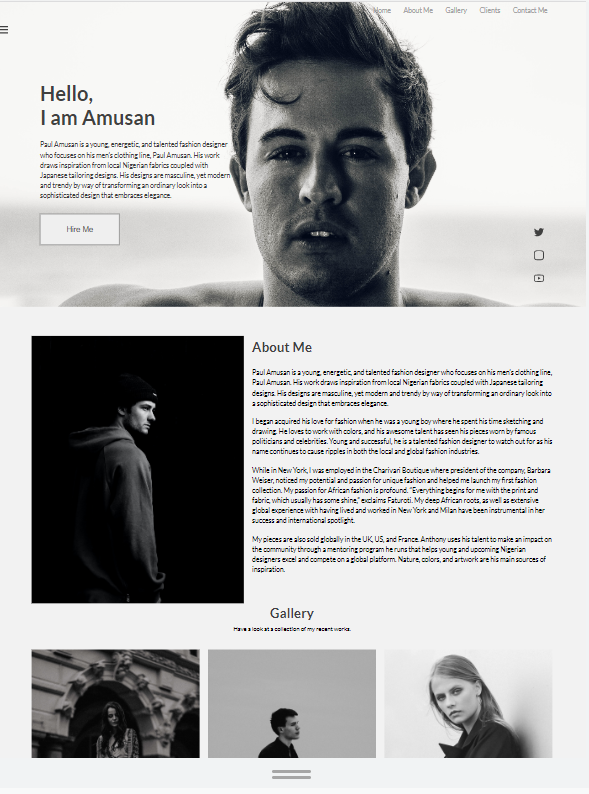 Home About Me Gallery Clients Contact Me
Hello,
I am Amusan
Paul Amusan is a young, energetic, and talented fashion designer
who focuses on his men's clothing line, Paul Amusan. His work
draws inspiration from local Nigerian fabrics coupled with
Japanese tailoring designs. His designs are masculine, yet modern
and trendy by way of transforming an ordinary look into a
sophisticated design that embraces elegance.
Hire Me
About Me
Paul Amusan is a young, energetic, and talented fashion designer who focuses on his men's clothing line,
Paul Amusan. His work draws inspiration from local Nigerian fabrics coupled with Japanese tailoring
designs. His designs are masculine, yet modern and trendy by way of transforming an ordinary look into
a sophisticated design that embraces elegance.
I began acquired his love for fashion when he was a young boy where he spent his time sketching and
drawing. He loves to work with colors, and his awesome talent has seen his pieces worn by famous
politicians and celebrities. Young and successful, he is a talented fashion designer to watch out for as his
name continues to cause ripples in both the local and global fashion industries.
While in New York, I was employed in the Charivari Boutique where president of the company, Barbara
Weiser, noticed my potential and passion for unique fashion and helped me launch my first fashion
collection. My passion for African fashion is profound. "Everything begins for me with the print and
fabric, which usually has some shine," exclaims Faturoti. My deep African roots, as well as extensive
global experience with having lived and worked in New York and Milan have been instrumental in her
success and international spotlight.
My pieces are also sold globally in the UK, US, and France. Anthony uses his talent to make an impact on
the community through a mentoring program he runs that helps young and upcoming Nigerian
designers excel and compete on a global platform. Nature, colors, and artwork are his main sources of
inspiration.
Gallery
Have a look at a collection of my recent works.